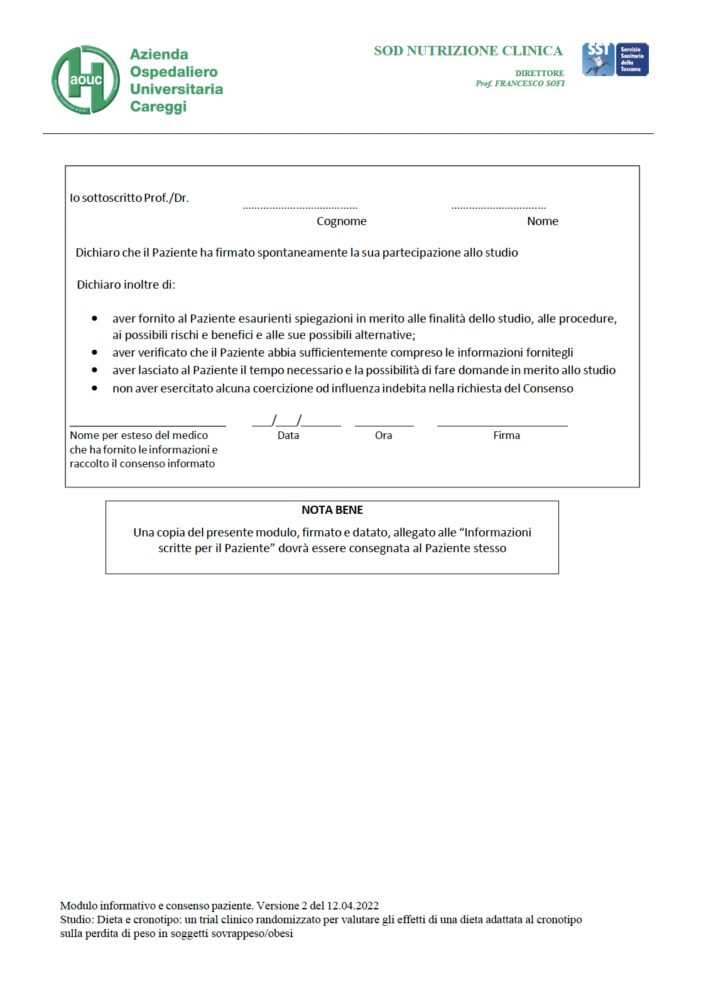 aouc
UNIVERSITÀ DEGLI STUDI FIRENZE
REGIONE TOSCANA S.S.N.
Azienda
Ospedaliero
Universitaria
Careggi
SOD NUTRIZIONE CLINICA
DIRETTORE
Prof. FRANCESCO SOFI
SST
Servizio
Sanitario
della
Toscana
Io sottoscritto Prof./Dr. ....................................... ................................
Cognome Nome
Dichiaro che il Paziente ha firmato spontaneamente la sua partecipazione allo studio
Dichiaro inoltre di:
• aver fornito al Paziente esaurienti spiegazioni in merito alle finalità dello studio, alle procedure,
ai possibili rischi e benefici e alle sue possibili alternative;
• aver verificato che il Paziente abbia sufficientemente compreso le informazioni fornitegli
• aver lasciato al Paziente il tempo necessario e la possibilità di fare domande in merito allo studio
• non aver esercitato alcuna coercizione od influenza indebita nella richiesta del Consenso
_______________________ ___/___/______ _________ ____________________
Nome per esteso del medico Data Ora Firma
che ha fornito le informazioni e
raccolto il consenso informato
NOTA BENE
Una copia del presente modulo, firmato e datato, allegato alle “Informazioni
scritte per il Paziente” dovrà essere consegnata al Paziente stesso
Modulo informativo e consenso paziente. Versione 2 del 12.04.2022
Studio: Dieta e cronotipo: un trial clinico randomizzato per valutare gli effetti di una dieta adattata al cronotipo
sulla perdita di peso in soggetti sovrappeso/obesi